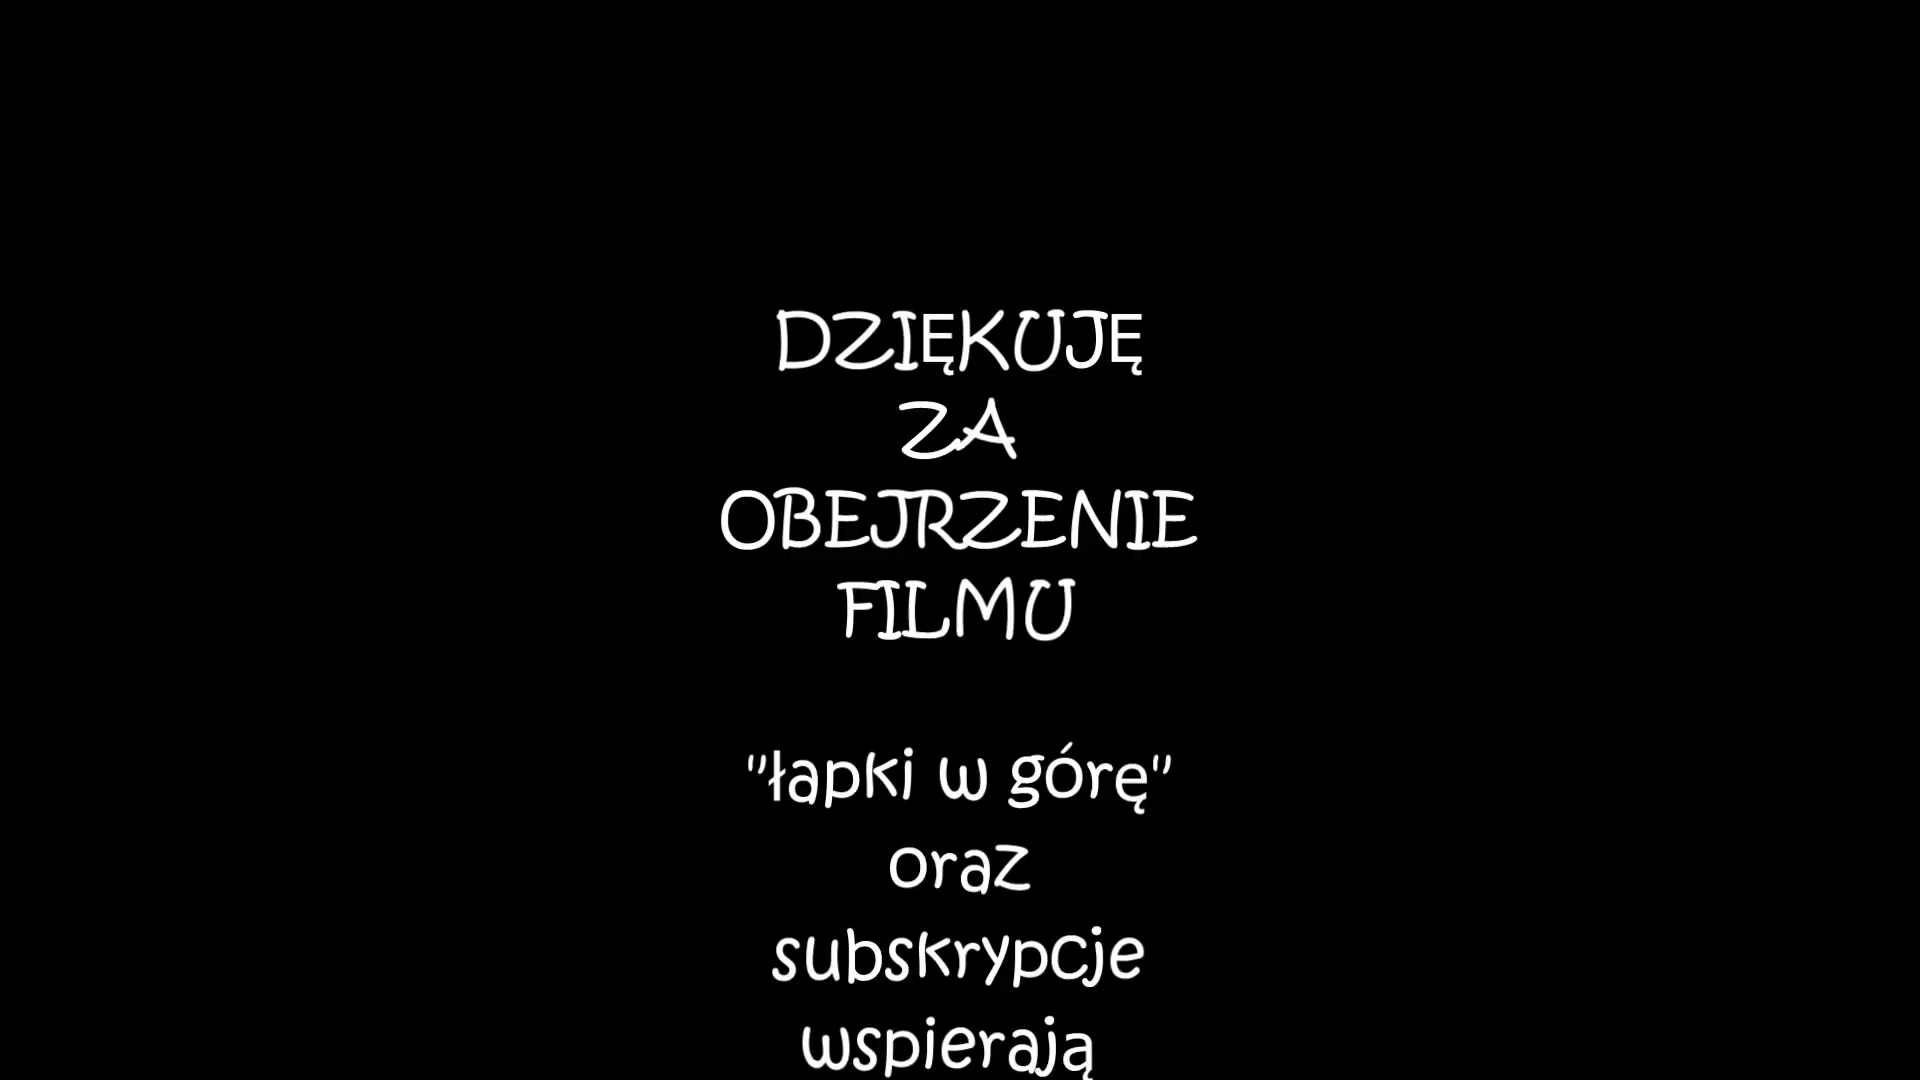 DZIĘKUJĘ
ZA
OBEJRZENIE
FILMU
"łapki w górę"
oraz
subskrypcje
wspierają